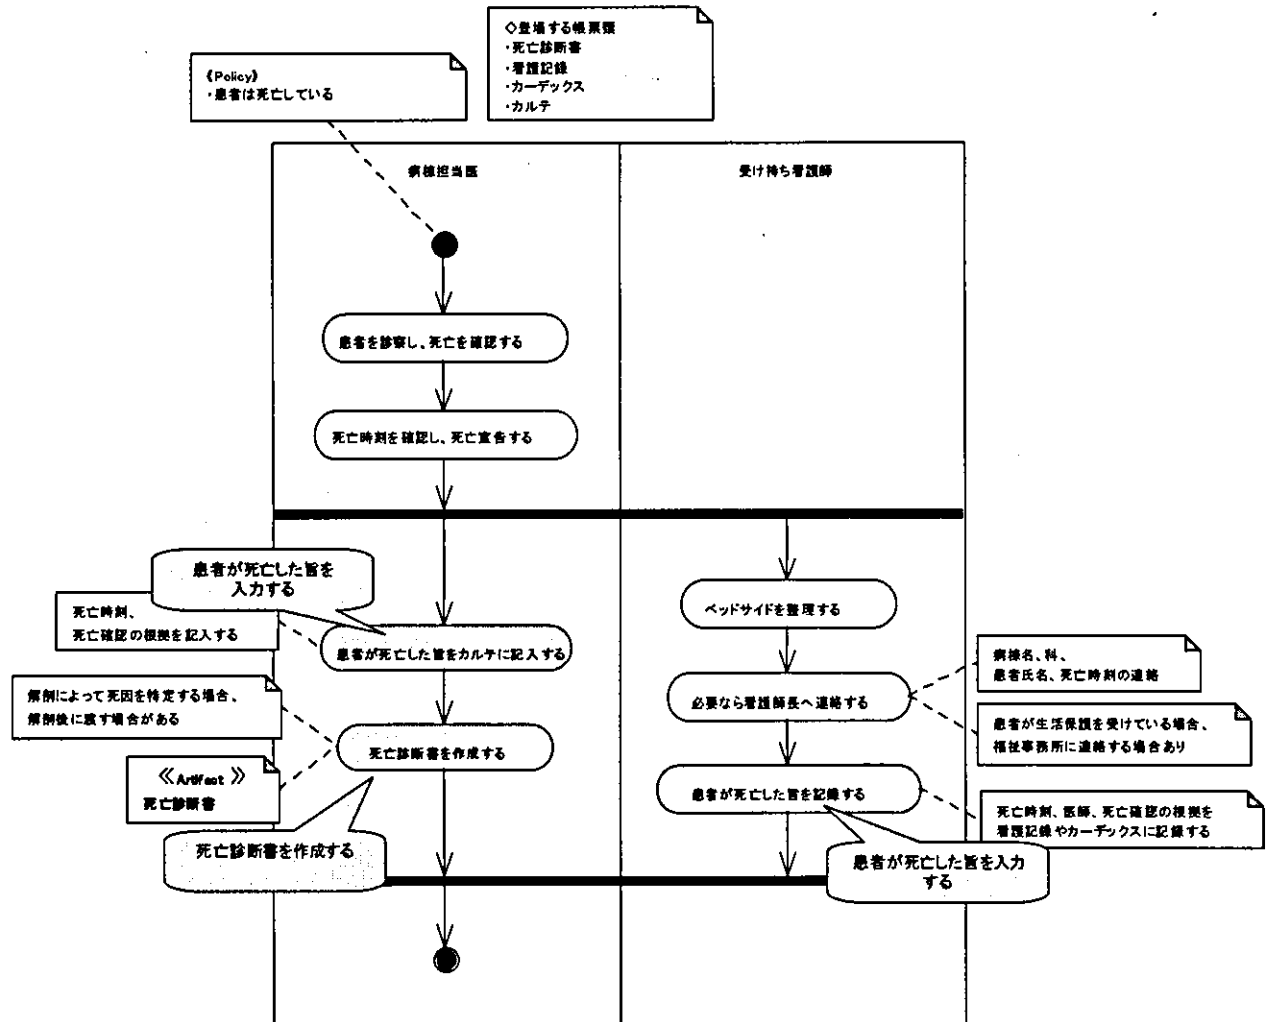 ◇登場する帳票類
・死亡診断書
・看護記録
・カーデックス
・カルテ
《Policy》
・患者は死亡している
病棟担当医
受け持ち看護師
患者を診察し、死亡を確認する
死亡時刻を確認し、死亡宣告する
患者が死亡した旨を
入力する
死亡時刻、
死亡確認の根拠を記入する
患者が死亡した旨をカルテに記入する
ベッドサイドを整理する
病棟名、科、
患者氏名、死亡時刻の連絡
解剖によって死因を特定する場合、
解剖後に渡す場合がある
必要なら看護師長へ連絡する
患者が生活保護を受けている場合、
福祉事務所に連絡する場合あり
死亡診断書を作成する
《Artifact》
死亡診断書
患者が死亡した旨を記録する
死亡時刻、医師、死亡確認の根拠を
看護記録やカーデックスに記録する
死亡診断書を作成する
患者が死亡した旨を入力
する